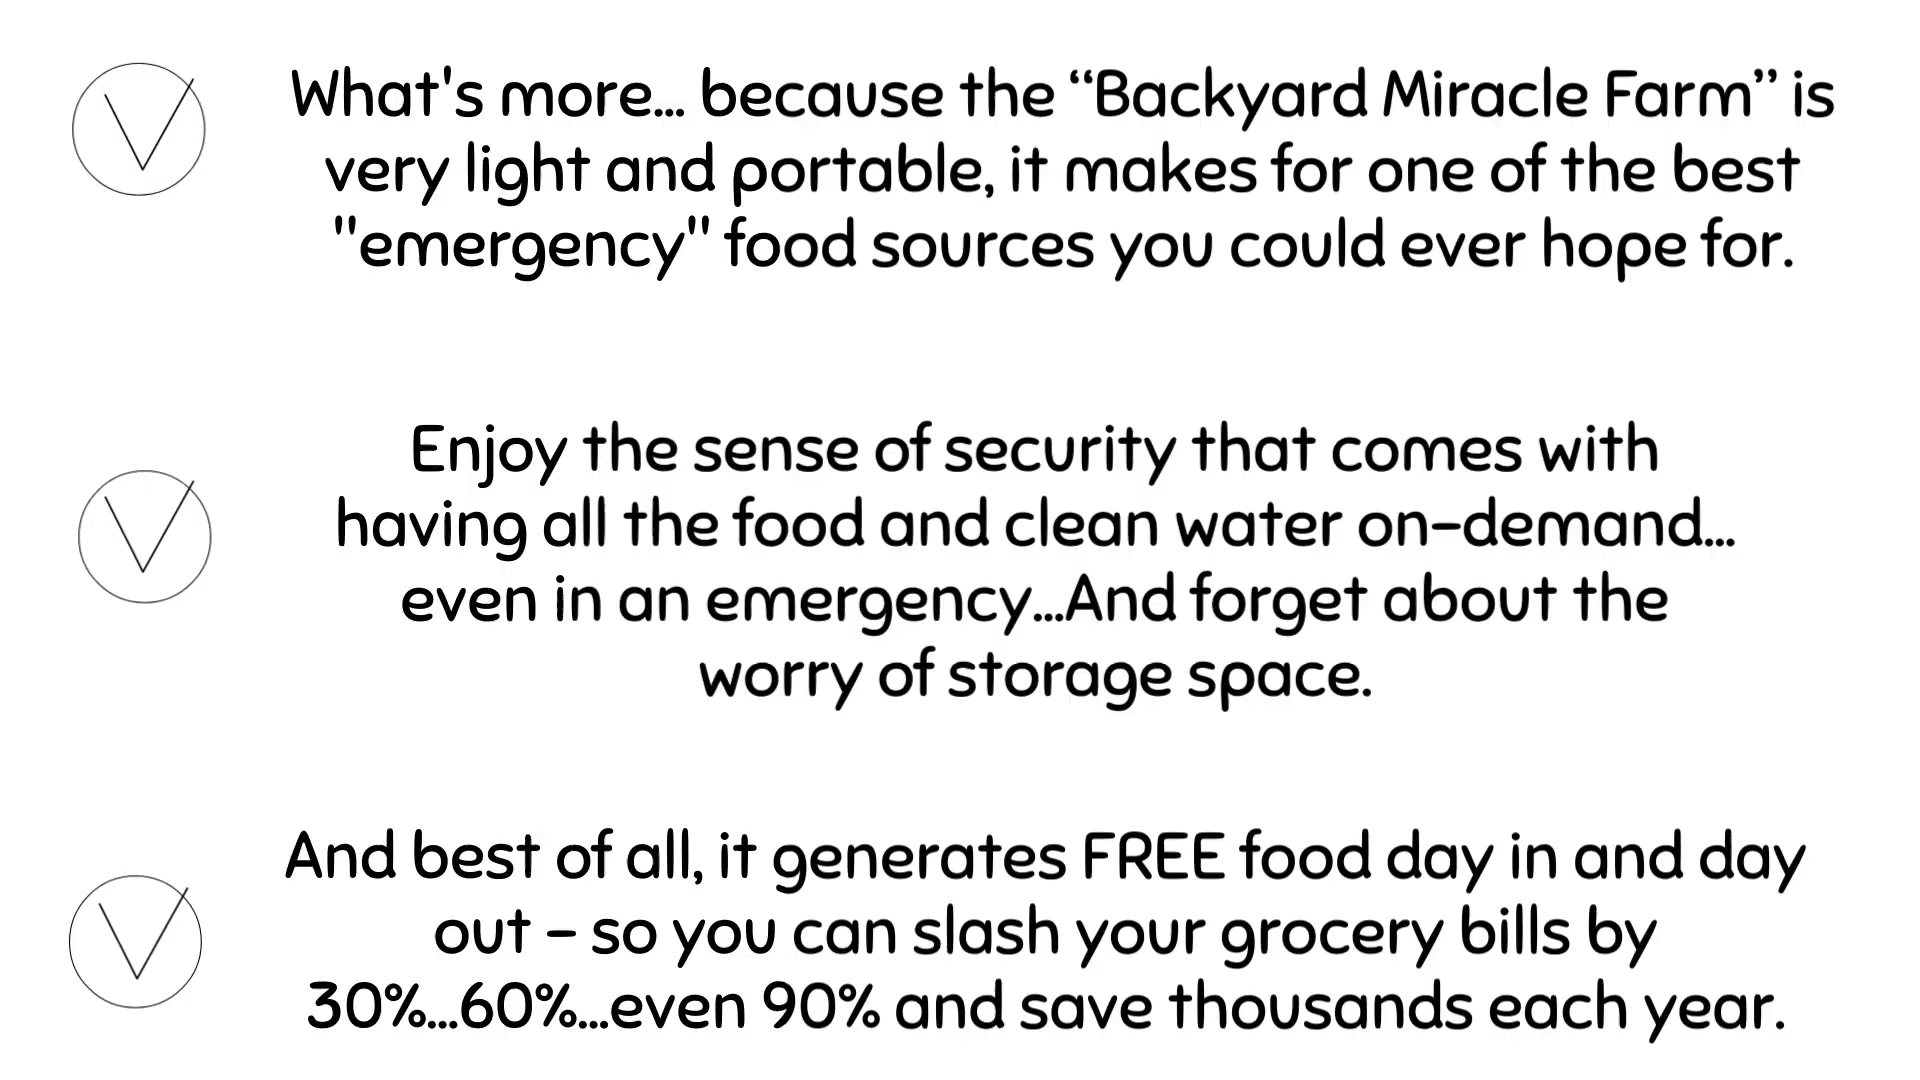 What's more... because the “Backyard Miracle Farm” is
very light and portable, it makes for one of the best
"emergency" food sources you could ever hope for.
Enjoy the sense of security that comes with
having all the food and clean water on-demand...
even in an emergency...And forget about the
worry of storage space.
And best of all, it generates FREE food day in and day
out - so you can slash your grocery bills by
30%...60%...even 90% and save thousands each year.